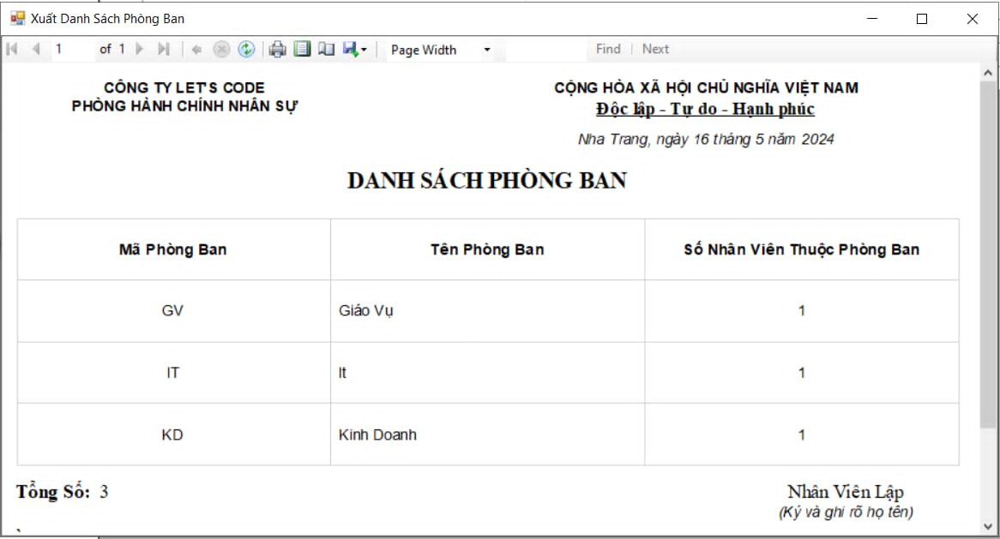 Xuất Danh Sách Phòng Ban
1 of 1 Page Width Find | Next
CÔNG TY LET'S CODE
PHÒNG HÀNH CHÍNH NHÂN SỰ
CỘNG HÒA XÃ HỘI CHỦ NGHĨA VIỆT NAM
Độc lập - Tự do - Hạnh phúc
Nha Trang, ngày 16 tháng 5 năm 2024
DANH SÁCH PHÒNG BAN
Mã Phòng Ban Tên Phòng Ban Số Nhân Viên Thuộc Phòng Ban
GV Giáo Vụ 1
IT It 1
KD Kinh Doanh 1
Tổng Số: 3
Nhân Viên Lập
(Ký và ghi rõ họ tên)